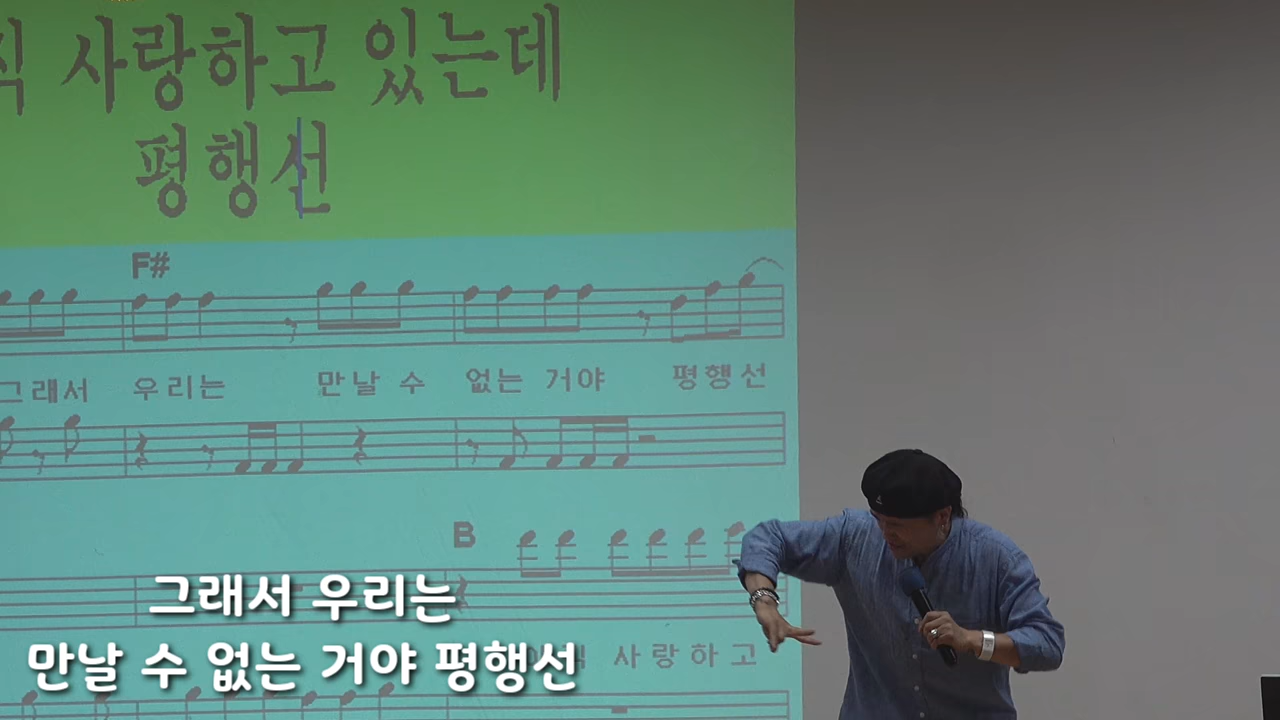 사랑하고 있는데
평행선
F#
그래서 우리는 만날 수 없는 거야 평행선
B
사랑하고
그래서 우리는
만날 수 없는 거야 평행선